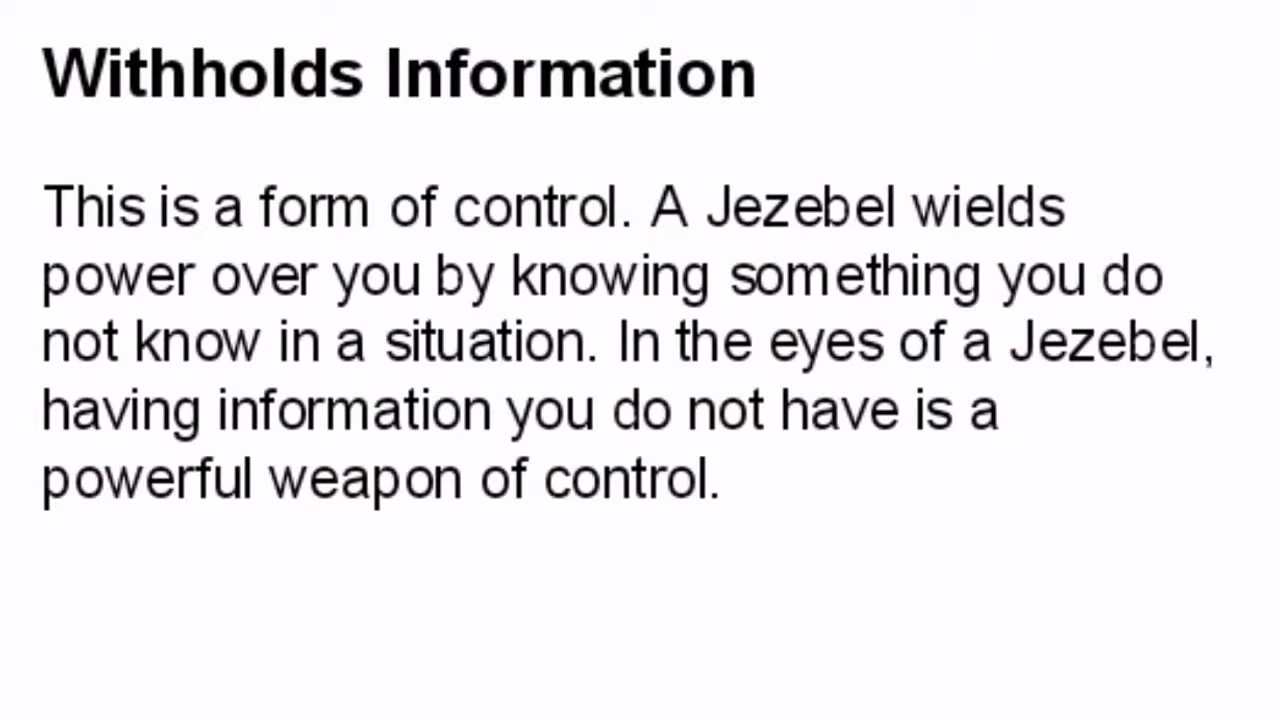 Withholds Information
This is a form of control. A Jezebel wields
power over you by knowing something you do
not know in a situation. In the eyes of a Jezebel,
having information you do not have is a
powerful weapon of control.